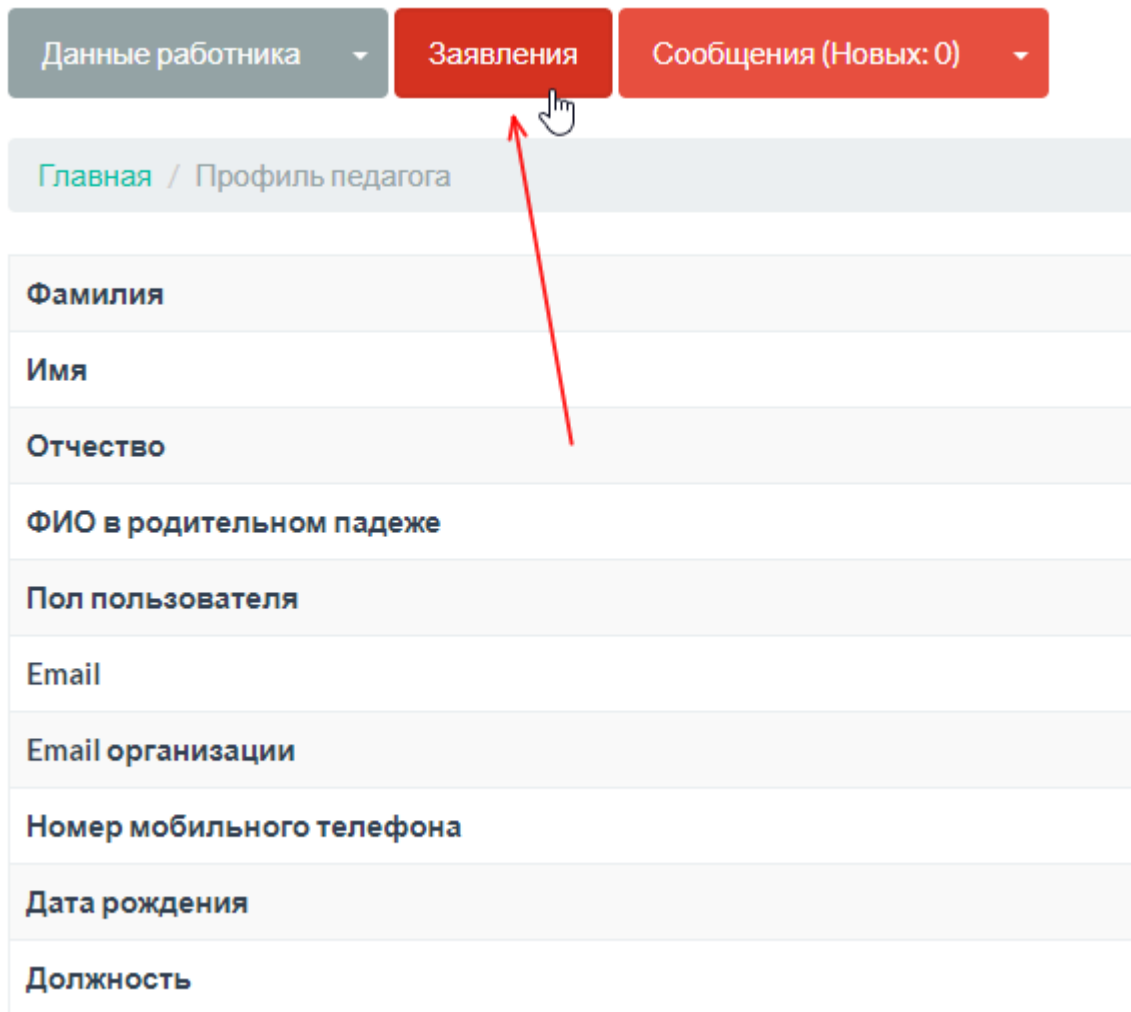 Данные работника Заявления Сообщения (Новых: 0)
Главная / Профиль педагога
Фамилия
Имя
Отчество
ФИО в родительном падеже
Пол пользователя
Email
Email организации
Номер мобильного телефона
Дата рождения
Должность